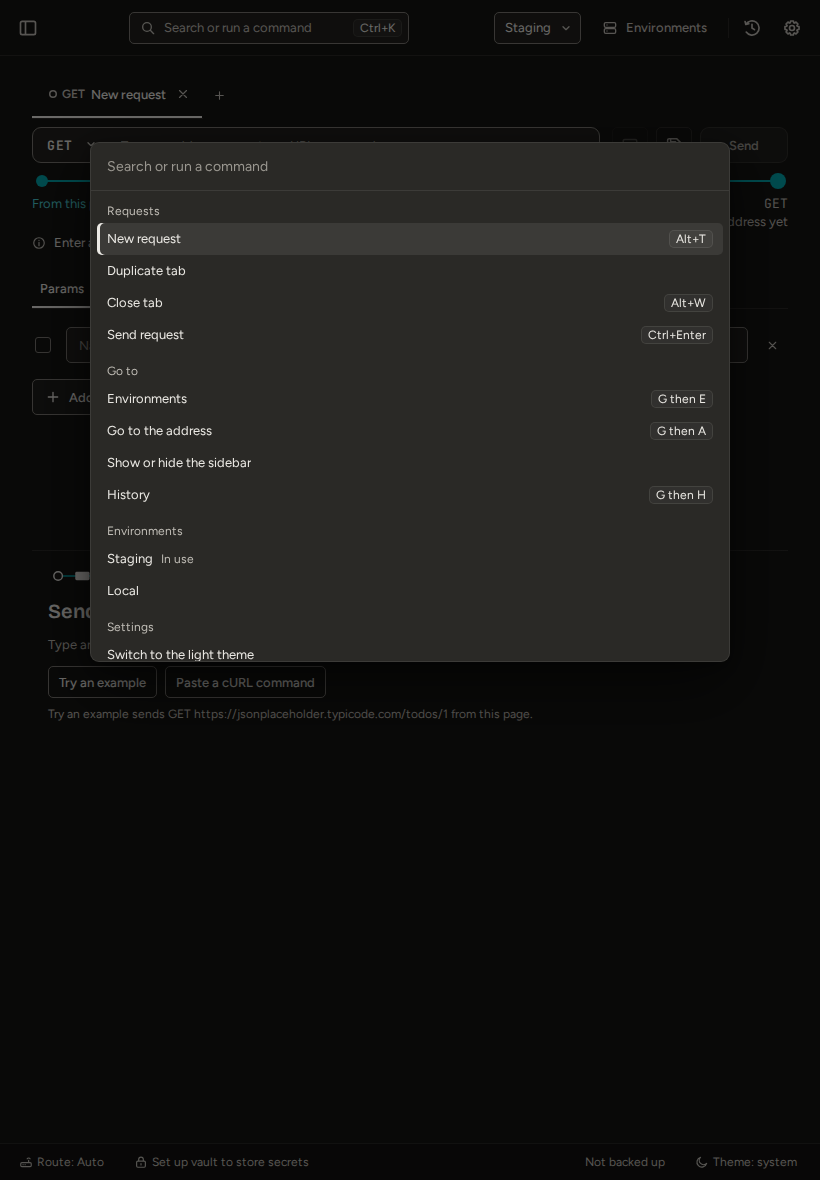 Search or run a command Ctrl+K Staging Environments
GET New request
GET Send
Search or run a command
From this GET
address yet
Enter a
Requests
New request Alt+T
Duplicate tab
Close tab Alt+W
Send request Ctrl+Enter
Go to
Environments G then E
Go to the address G then A
Show or hide the sidebar
History G then H
Environments
Staging In use
Local
Settings
Switch to the light theme
Params
Add
Send
Type an
Try an example Paste a cURL command
Try an example sends GET https://jsonplaceholder.typicode.com/todos/1 from this page.
Route: Auto Set up vault to store secrets Not backed up Theme: system